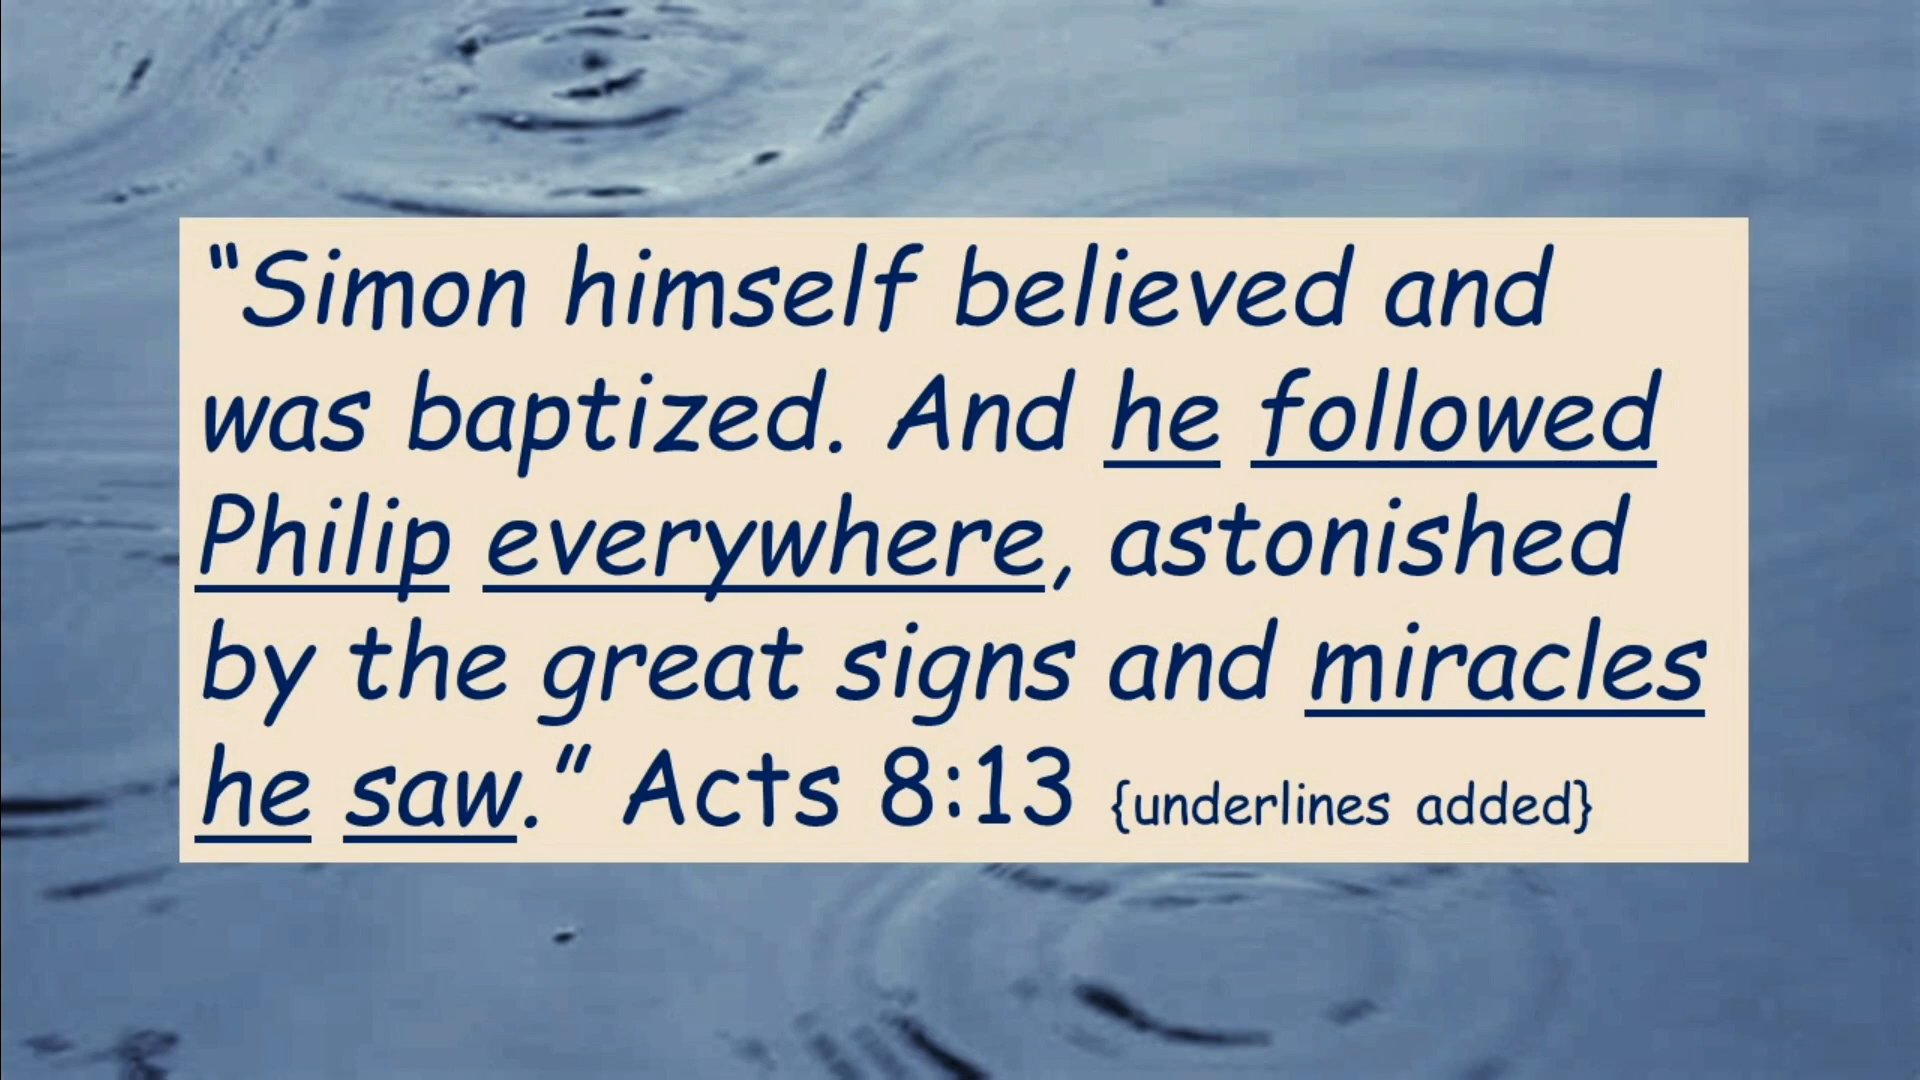 “Simon himself believed and
was baptized. And he followed
Philip everywhere, astonished
by the great signs and miracles
he saw.” Acts 8:13 {underlines added}